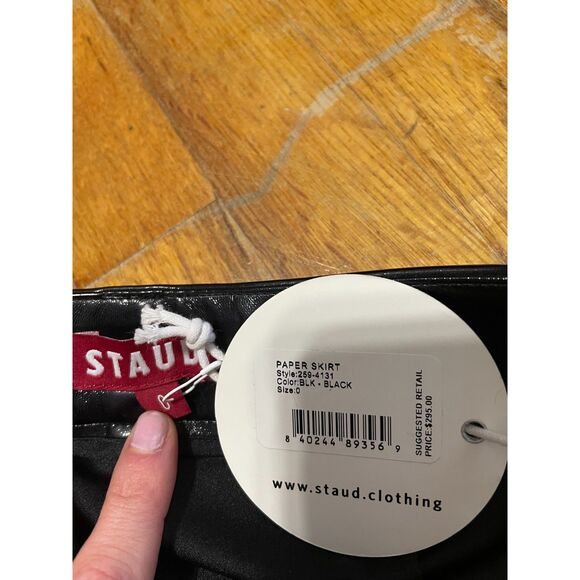 STAUD
0
PAPER SKIRT
Style:259-4131
Color:BLK - BLACK
Size:0
8 40244 89356 9
SUGGESTED RETAIL
PRICE:$295.00
www.staud.clothing